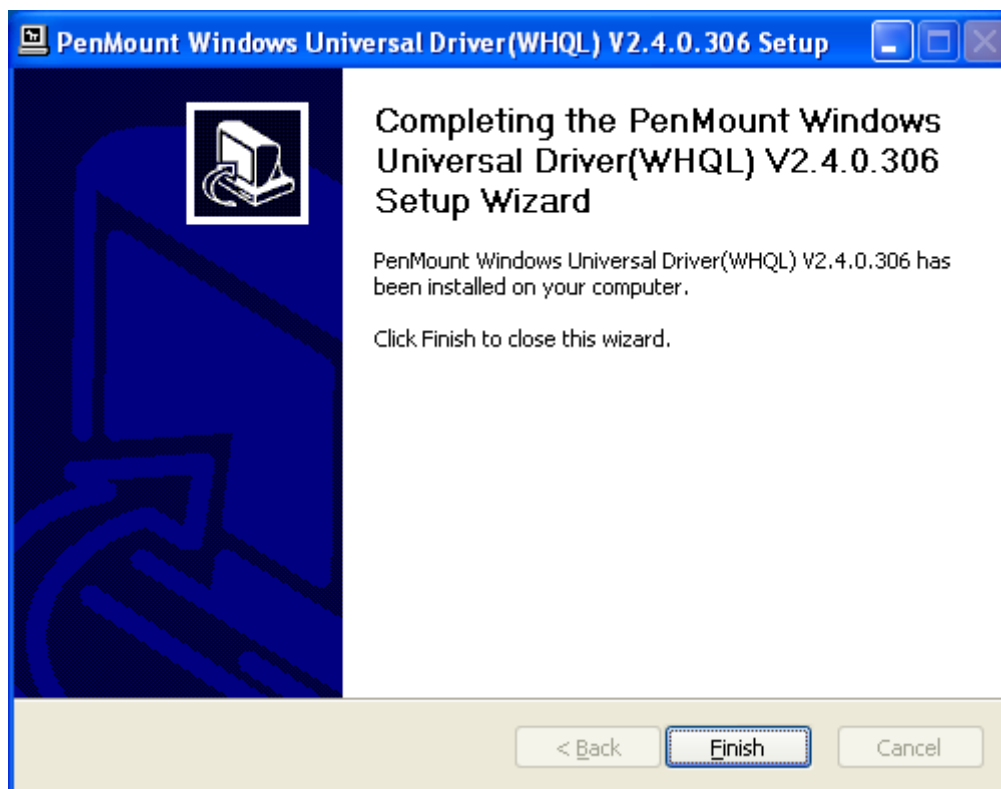 PenMount Windows Universal Driver(WHQL) V2.4.0.306 Setup
Completing the PenMount Windows
Universal Driver(WHQL) V2.4.0.306
Setup Wizard
PenMount Windows Universal Driver(WHQL) V2.4.0.306 has
been installed on your computer.
Click Finish to close this wizard.
< Back
Finish
Cancel